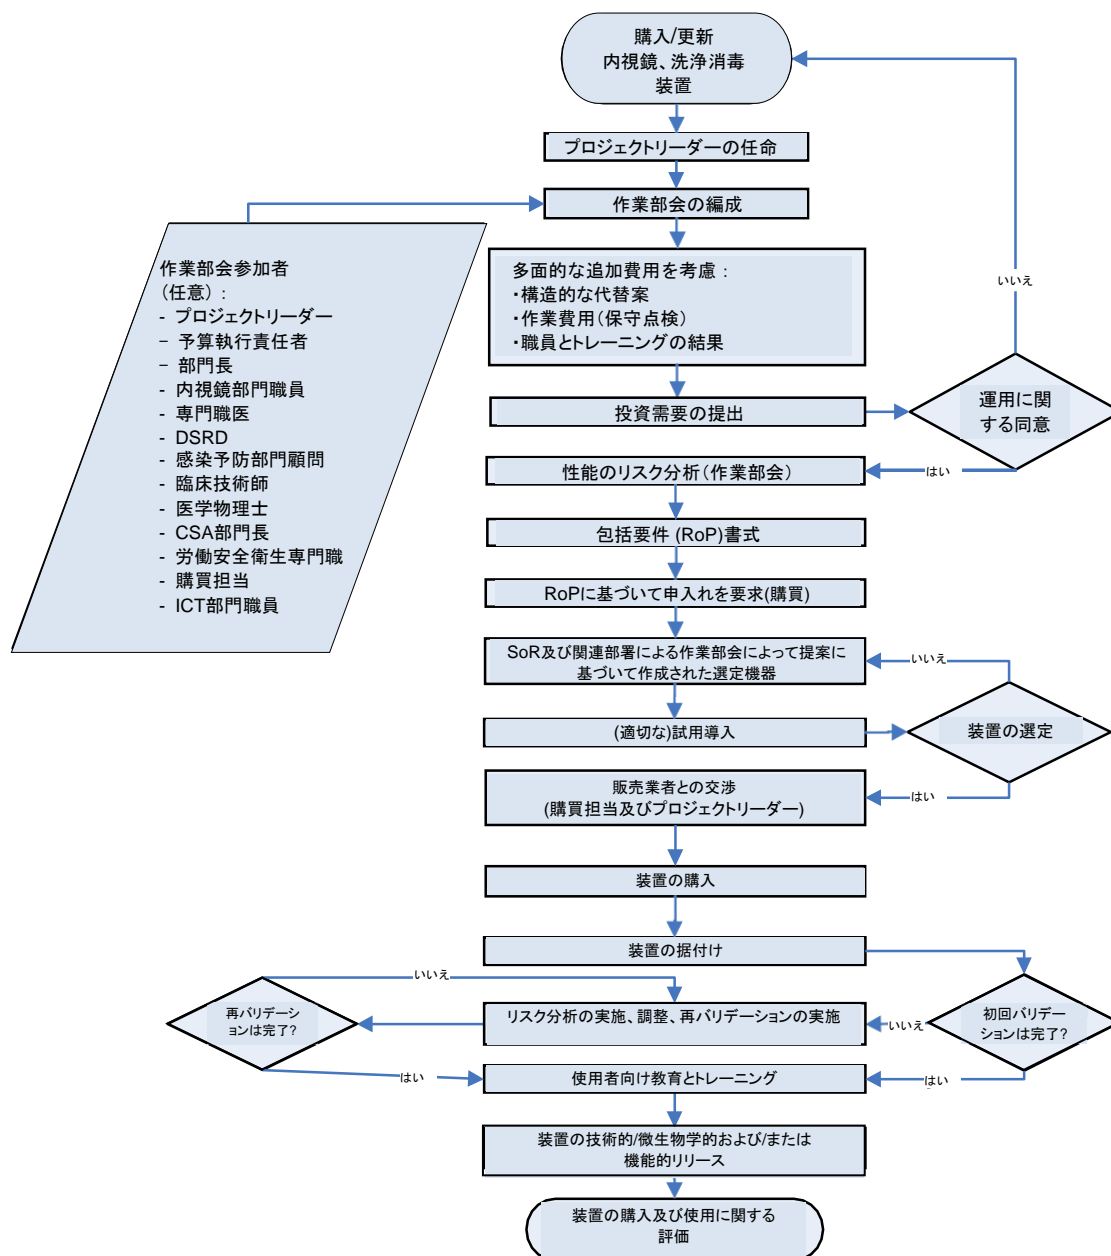 購入/更新
内視鏡、洗浄消毒
装置
プロジェクトリーダーの任命
作業部会の編成
作業部会参加者
(任意)：
- プロジェクトリーダー
- 予算執行責任者
- 部門長
- 内視鏡部門職員
- 専門職医
- DSRD
- 感染予防部門顧問
- 臨床技術師
- 医学物理士
- CSA部門長
- 労働安全衛生専門職
- 購買担当
- ICT部門職員
多面的な追加費用を考慮：
・構造的な代替案
・作業費用(保守点検)
・職員とトレーニングの結果
いいえ
投資需要の提出
運用に関
する同意
はい
性能のリスク分析(作業部会)
包括要件 (RoP)書式
RoPに基づいて申入れを要求(購買)
SoR及び関連部署による作業部会によって提案に
基づいて作成された選定機器
いいえ
(適切な)試用導入
装置の選定
はい
販売業者との交渉
(購買担当及びプロジェクトリーダー)
装置の購入
装置の据付け
いいえ
再バリデーシ
ョンは完了?
リスク分析の実施、調整、再バリデーションの実施
いいえ
初回バリデー
ションは完了?
はい
使用者向け教育とトレーニング
はい
装置の技術的/微生物学的および/または
機能的リリース
装置の購入及び使用に関する
評価